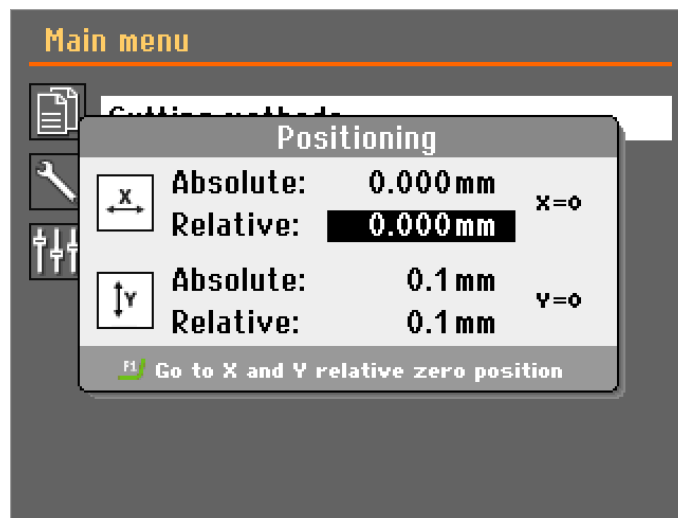 Main menu
Positioning
X
Absolute: 0.000 mm
Relative: 0.000 mm
X=0
Y
Absolute: 0.1 mm
Relative: 0.1 mm
Y=0
F1 Go to X and Y relative zero position